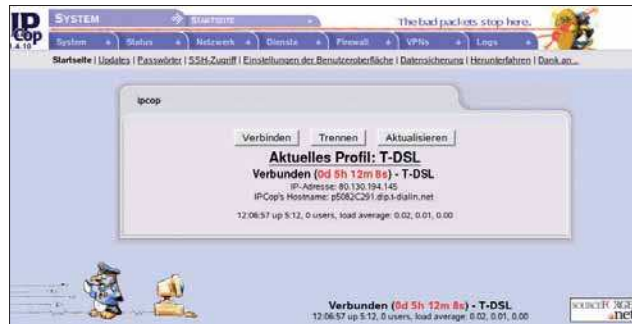 IP
COP
1.4.10
SYSTEM
STARTSEITE
The bad packets stop here.
System
Status
Netzwerk
Dienste
Firewall
VPNs
Logs
Startseite | Updates | Passwörter | SSH-Zugriff | Einstellungen der Benutzeroberfläche | Datensicherung | Herunterfahren | Dank an...
ipcop
Verbinden
Trennen
Aktualisieren
Aktuelles Profil: T-DSL
Verbunden (0d 5h 12m 8s) - T-DSL
IP-Adresse: 80.130.194.145
IPCop's Hostname: p5082C291.dip.t-dialin.net
12:06:57 up 5:12, 0 users, load average: 0.02, 0.01, 0.00
Verbunden (0d 5h 12m 8s) - T-DSL
12:06:57 up 5:12, 0 users, load average: 0.02, 0.01, 0.00
SOURCEFORGE
.net